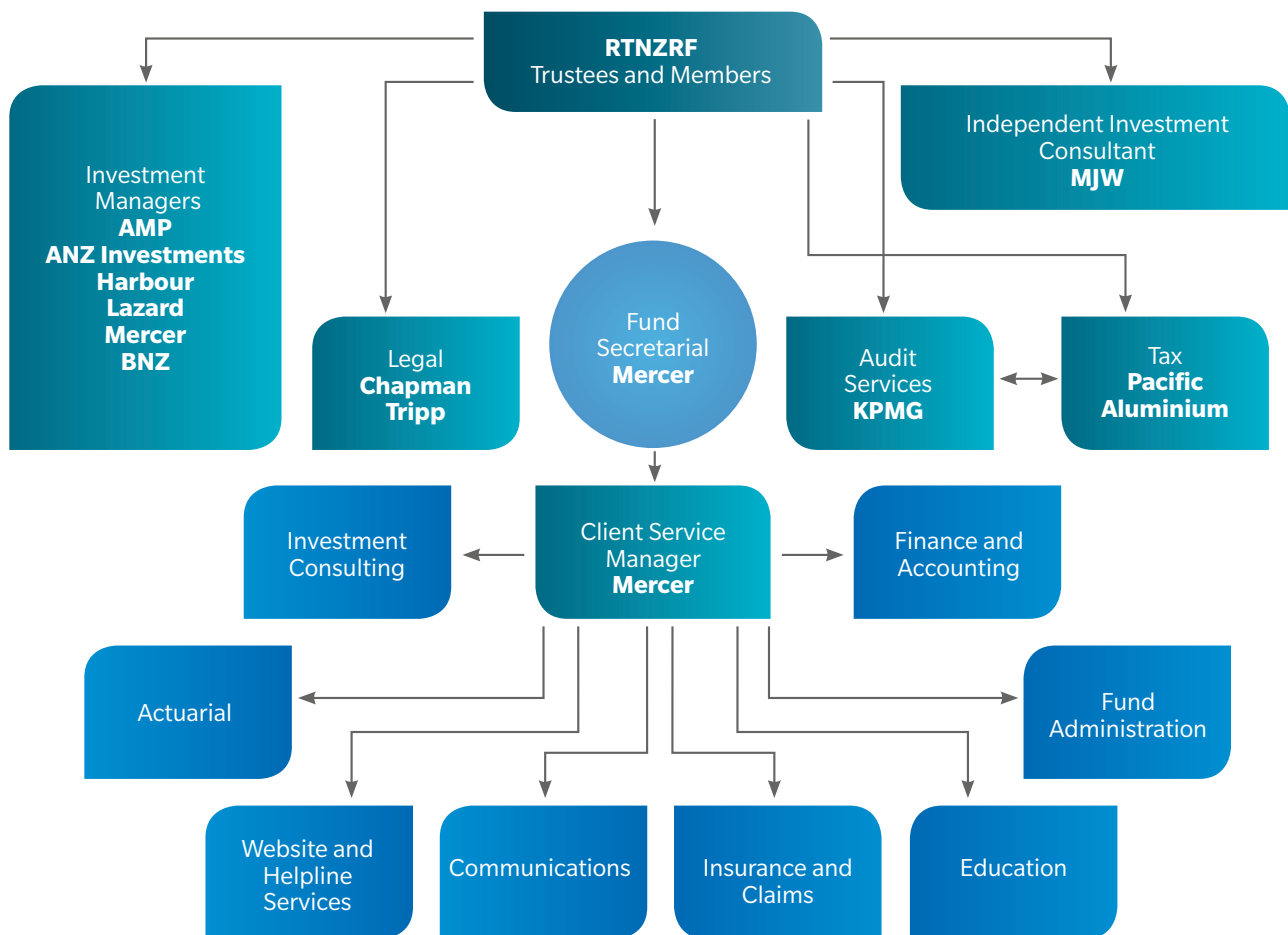 RTNZRF
Trustees and Members
Investment
Managers
AMP
ANZ Investments
Harbour
Lazard
Mercer
BNZ
Independent Investment
Consultant
MJW
Legal
Chapman
Tripp
Fund
Secretarial
Mercer
Audit
Services
KPMG
Tax
Pacific
Aluminium
Investment
Consulting
Client Service
Manager
Mercer
Finance and
Accounting
Actuarial
Fund
Administration
Website and
Helpline
Services
Communications
Insurance and
Claims
Education